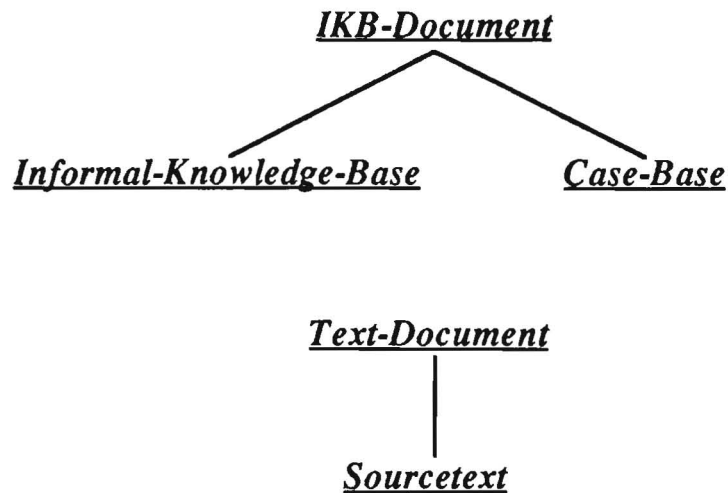 IKB-Document
Informal-Knowledge-Base Case-Base
Text-Document
Sourcetext